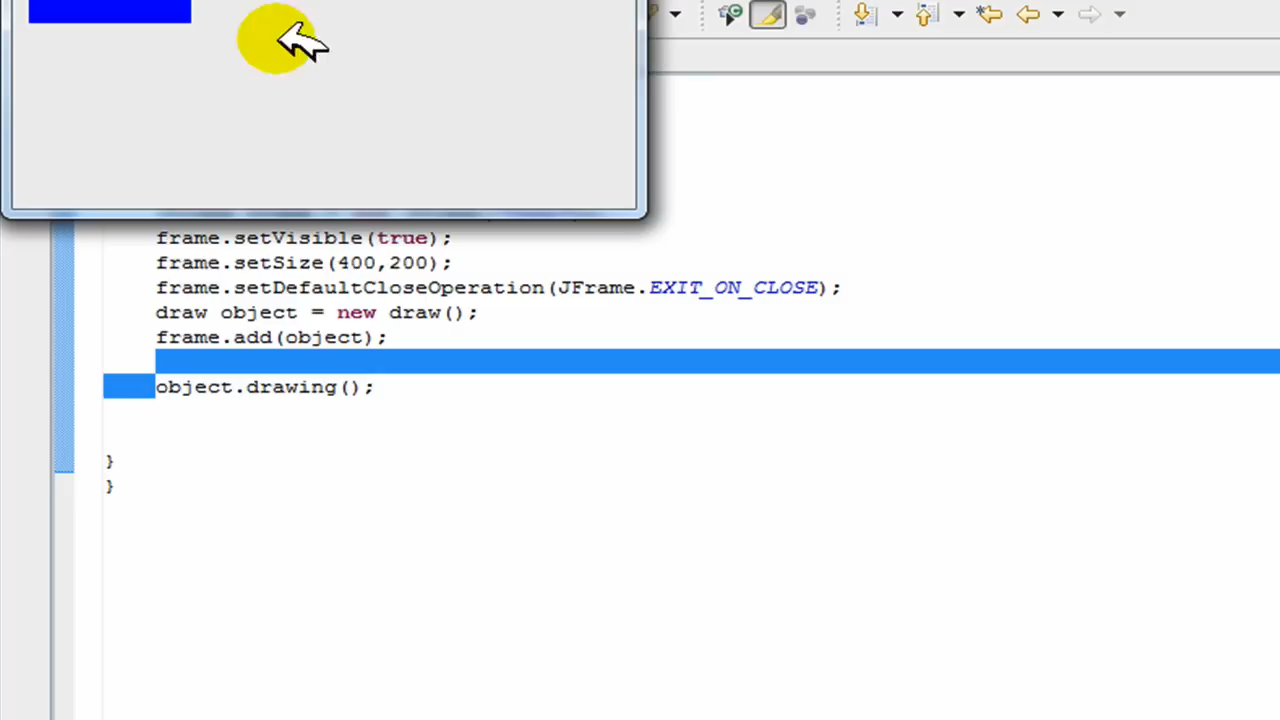 frame.setVisible(true);
frame.setSize(400,200);
frame.setDefaultCloseOperation(JFrame.EXIT_ON_CLOSE);
draw object = new draw();
frame.add(object);
object.drawing();
}
}